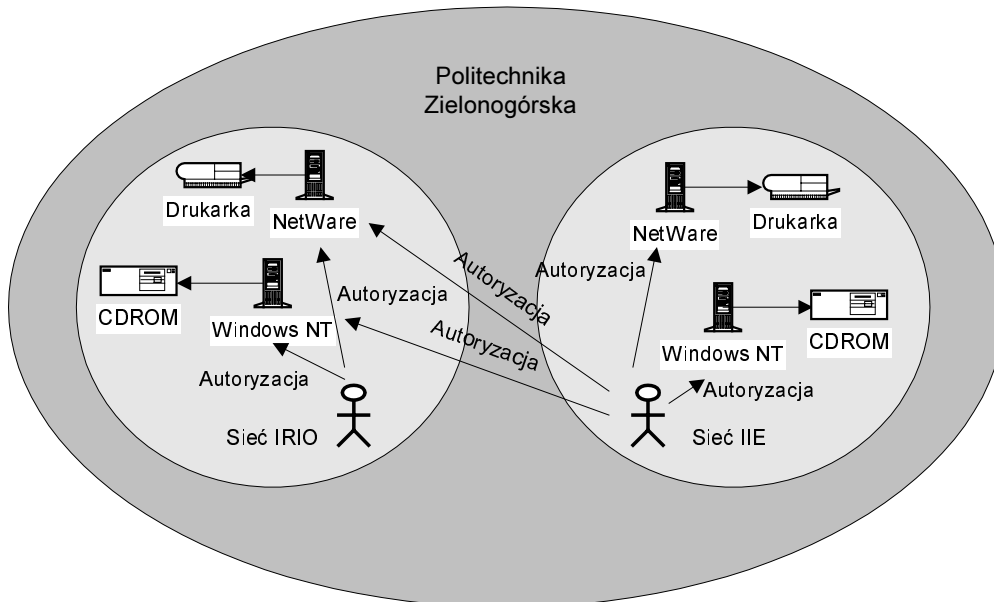 Politechnika
Zielonogórska
Drukarka
NetWare
CDROM
Windows NT
Autoryzacja
Autoryzacja
Sieć IRIO
Autoryzacja
Autoryzacja
NetWare
Drukarka
Autoryzacja
Windows NT
CDROM
Autoryzacja
Sieć IIE